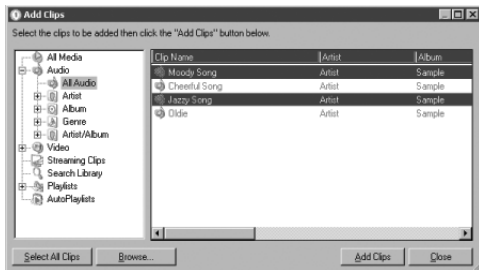 Add Clips
Select the clips to be added then click the "Add Clips" button below.
All Media
Audio
All Audio
Artist
Album
Genre
Artist/Album
Video
Streaming Clips
Search Library
Playlists
AutoPlaylists
Clip Name Artist Album
Moody Song Artist Sample
Cheerful Song Artist Sample
Jazzy Song Artist Sample
Oldie Artist Sample
Select All Clips Browse... Add Clips Close